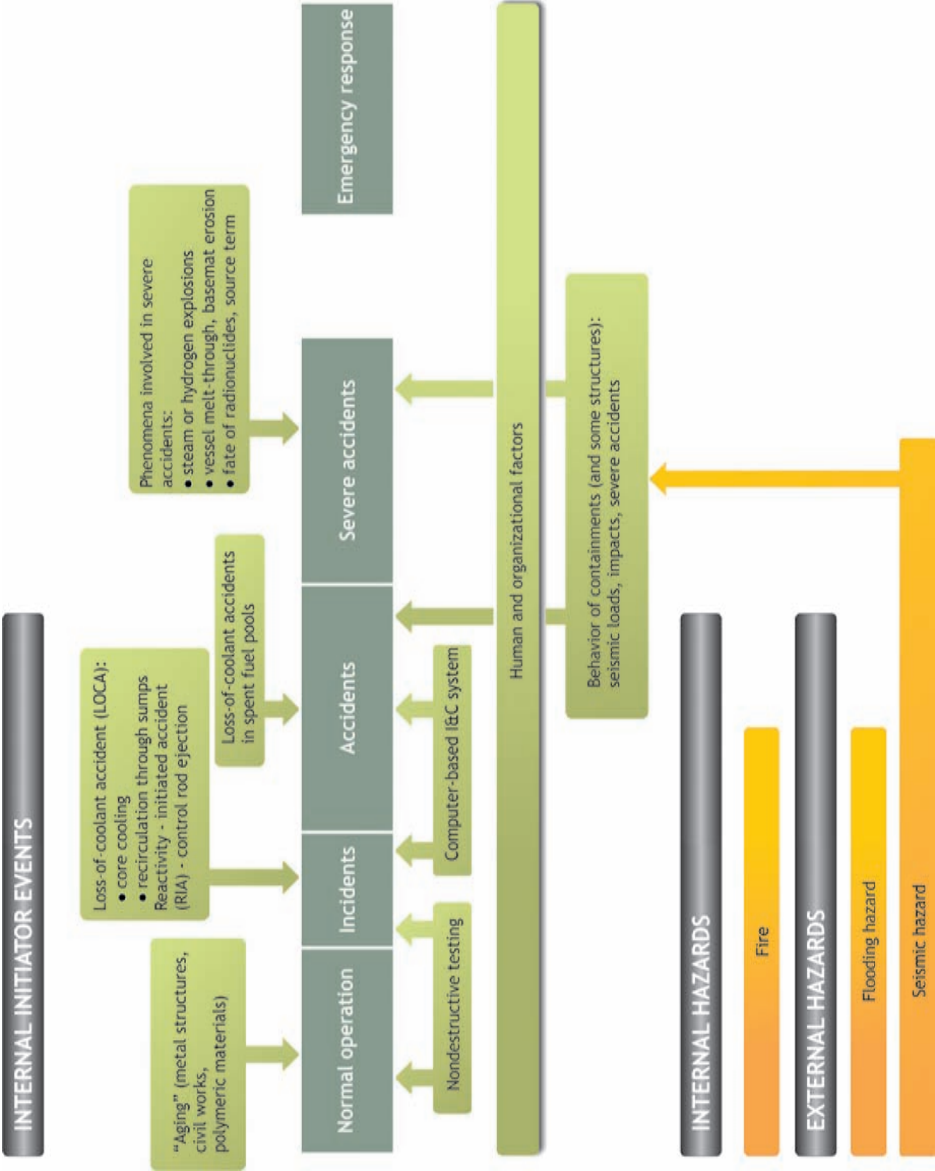 INTERNAL INITIATOR EVENTS
"Aging" (metal structures,
civil works,
polymeric materials)
Loss-of-coolant accident (LOCA):
• core cooling
• recirculation through sumps
Reactivity - initiated accident
(RIA) - control rod ejection
Loss-of-coolant accidents
in spent fuel pools
Phenomena involved in severe
accidents:
• steam or hydrogen explosions
• vessel melt-through, basemat erosion
• fate of radionuclides, source term
Normal operation
Incidents
Accidents
Severe accidents
Emergency response
Nondestructive testing
Computer-based I&C system
Human and organizational factors
Behavior of containments (and some structures):
seismic loads, impacts, severe accidents
INTERNAL HAZARDS
Fire
EXTERNAL HAZARDS
Flooding hazard
Seismic hazard